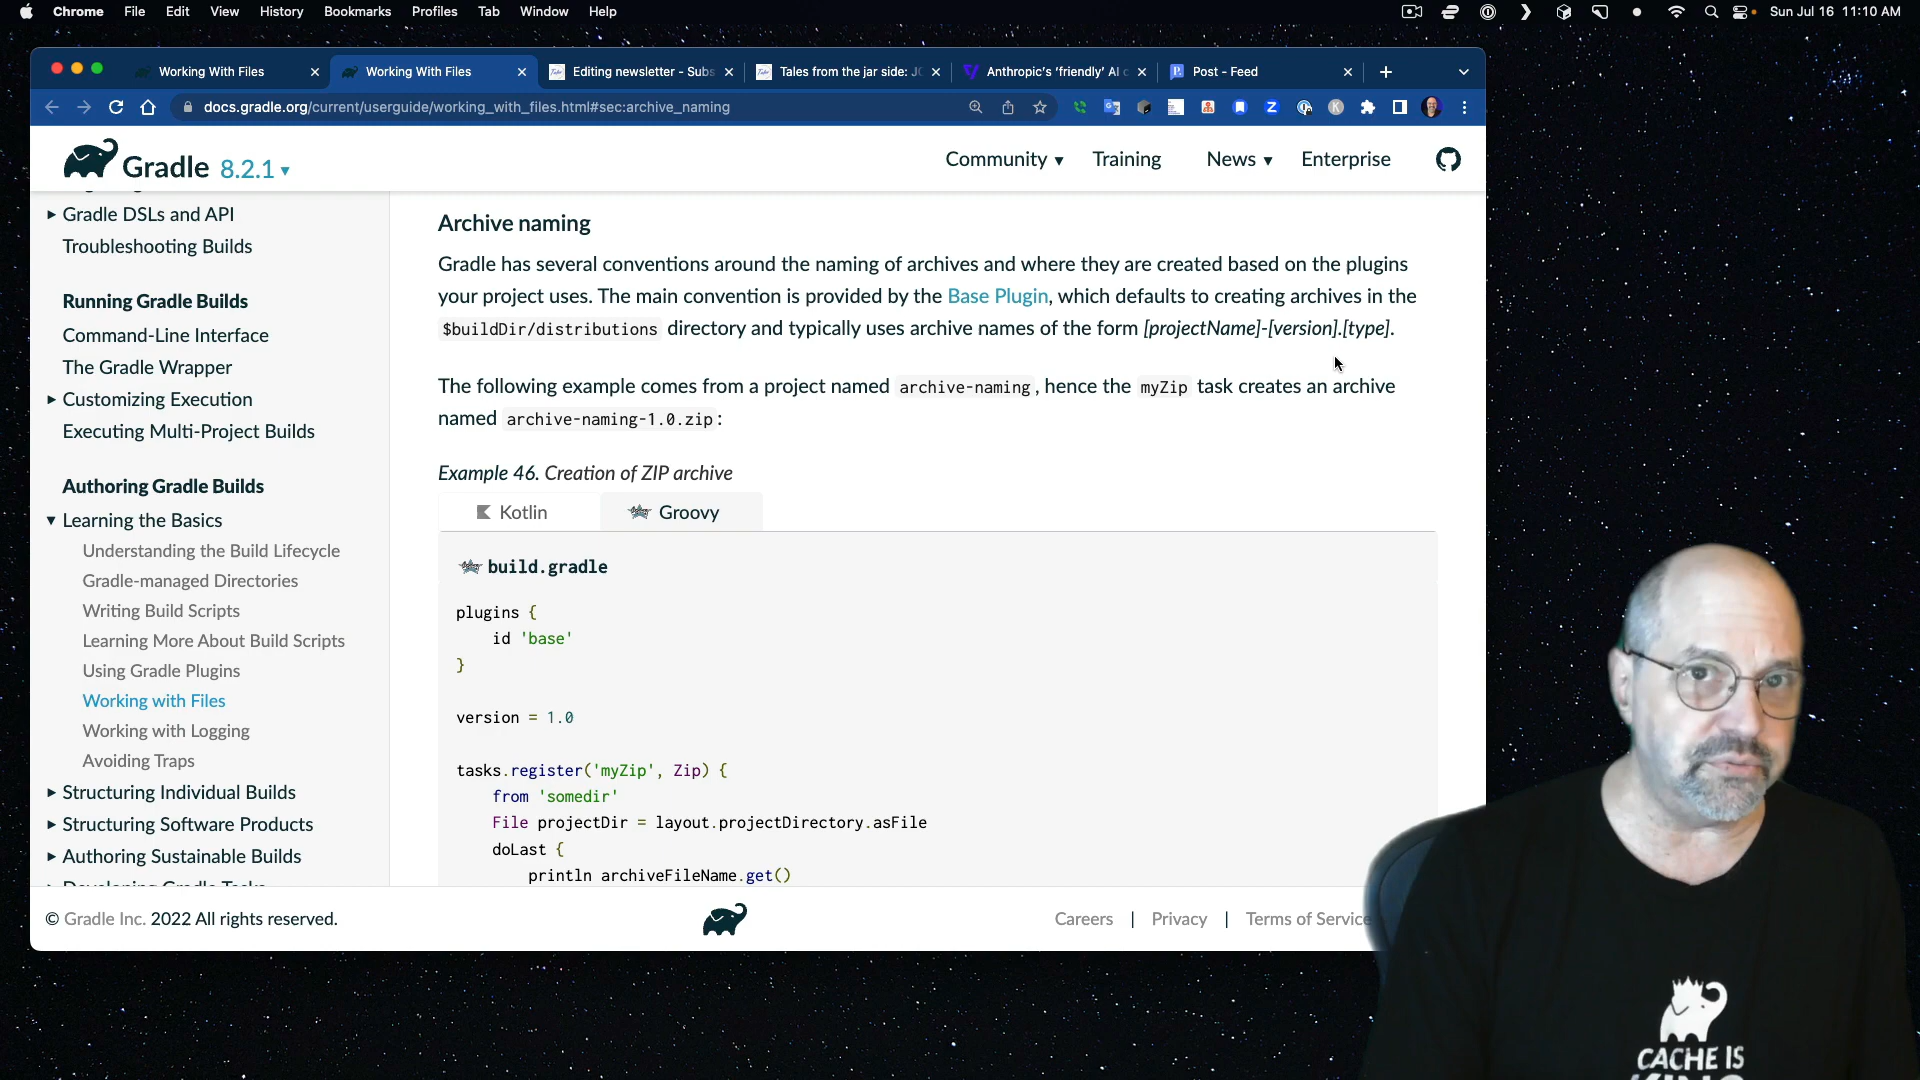 Chrome File Edit View History Bookmarks Profiles Tab Window Help
Sun Jul 16 11:10 AM
Working With Files
Working With Files
Editing newsletter - Subs
Tales from the jar side:
Anthropic's 'friendly' AI
Post - Feed
docs.gradle.org/current/userguide/working_with_files.html#sec:archive_naming
Gradle 8.2.1
Community
Training
News
Enterprise
Gradle DSLs and API
Troubleshooting Builds
Running Gradle Builds
Command-Line Interface
The Gradle Wrapper
Customizing Execution
Executing Multi-Project Builds
Authoring Gradle Builds
Learning the Basics
Understanding the Build Lifecycle
Gradle-managed Directories
Writing Build Scripts
Learning More About Build Scripts
Using Gradle Plugins
Working with Files
Working with Logging
Avoiding Traps
Structuring Individual Builds
Structuring Software Products
Authoring Sustainable Builds
Developing Gradle Tasks
Archive naming
Gradle has several conventions around the naming of archives and where they are created based on the plugins
your project uses. The main convention is provided by the Base Plugin, which defaults to creating archives in the
$buildDir/distributions directory and typically uses archive names of the form [projectName]-[version].[type].
The following example comes from a project named archive-naming, hence the myZip task creates an archive
named archive-naming-1.0.zip:
Example 46. Creation of ZIP archive
Kotlin
Groovy
build.gradle
plugins {
id 'base'
}
version = 1.0
tasks.register('myZip', Zip) {
from 'somedir'
File projectDir = layout.projectDirectory.asFile
doLast {
println archiveFileName.get()
© Gradle Inc. 2022 All rights reserved.
Careers | Privacy | Terms of Service
CACHE IS